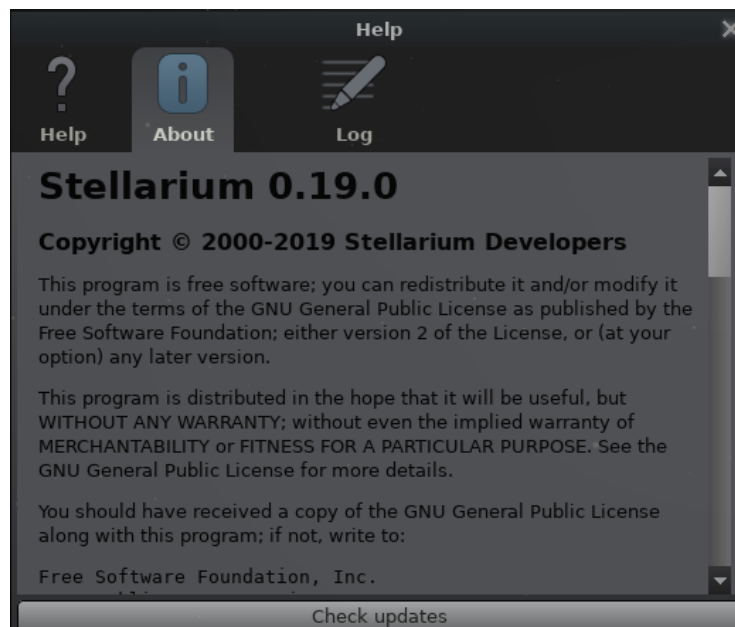 Help
Help
About
Log
Stellarium 0.19.0
Copyright © 2000-2019 Stellarium Developers
This program is free software; you can redistribute it and/or modify it
under the terms of the GNU General Public License as published by the
Free Software Foundation; either version 2 of the License, or (at your
option) any later version.
This program is distributed in the hope that it will be useful, but
WITHOUT ANY WARRANTY; without even the implied warranty of
MERCHANTABILITY or FITNESS FOR A PARTICULAR PURPOSE. See the
GNU General Public License for more details.
You should have received a copy of the GNU General Public License
along with this program; if not, write to:
Free Software Foundation, Inc.
Check updates